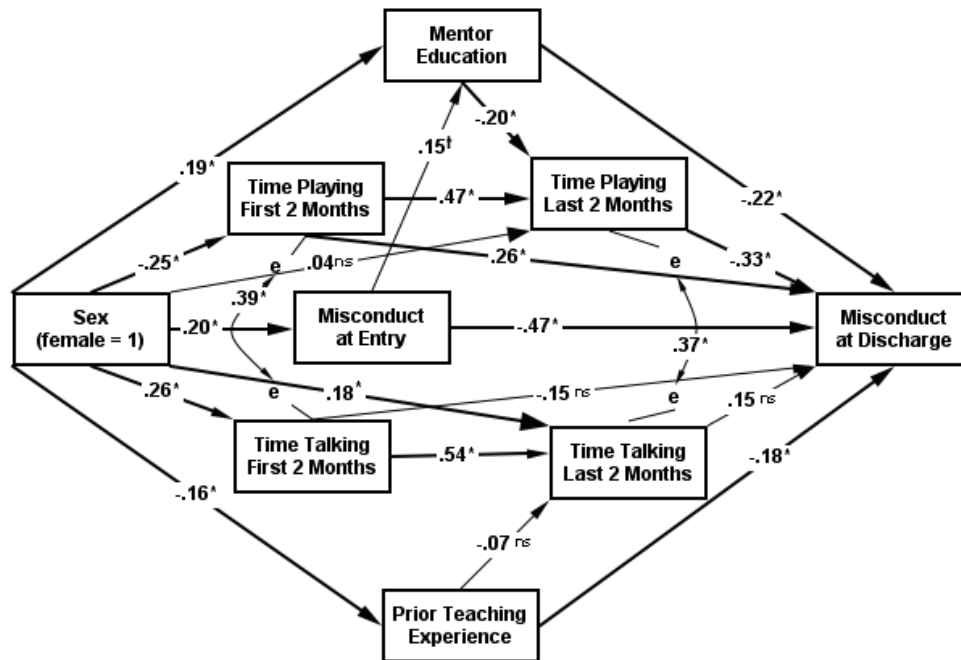 Mentor
Education
-.20*
.15†
.19*
Time Playing
First 2 Months
.47*
Time Playing
Last 2 Months
-.22*
-.25*
e
.04 ns
.26*
e
-.33*
.39*
Sex
(female = 1)
.20*
Misconduct
at Entry
-.47*
Misconduct
at Discharge
.37*
.26*
e
.18*
-.15 ns
e
.15 ns
Time Talking
First 2 Months
.54*
Time Talking
Last 2 Months
-.18*
-.16*
-.07 ns
Prior Teaching
Experience